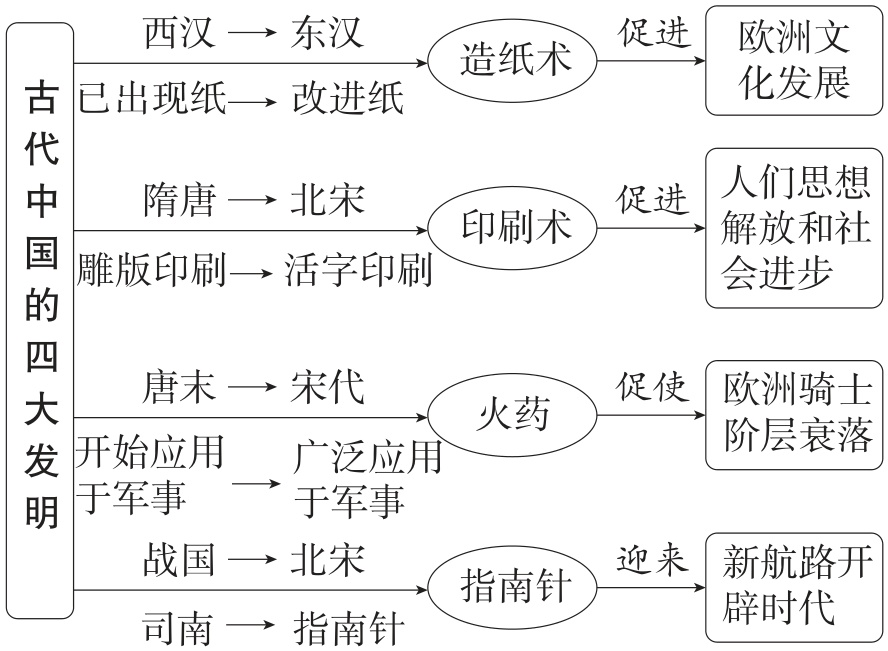 古代中国的四大发明
西汉→东汉
已出现纸→改进纸
造纸术
促进
欧洲文
化发展
隋唐→北宋
雕版印刷→活字印刷
印刷术
促进
人们思想
解放和社
会进步
唐末→宋代
开始应用
于军事→广泛应用
于军事
火药
促使
欧洲骑士
阶层衰落
战国→北宋
司南→指南针
指南针
迎来
新航路开
辟时代